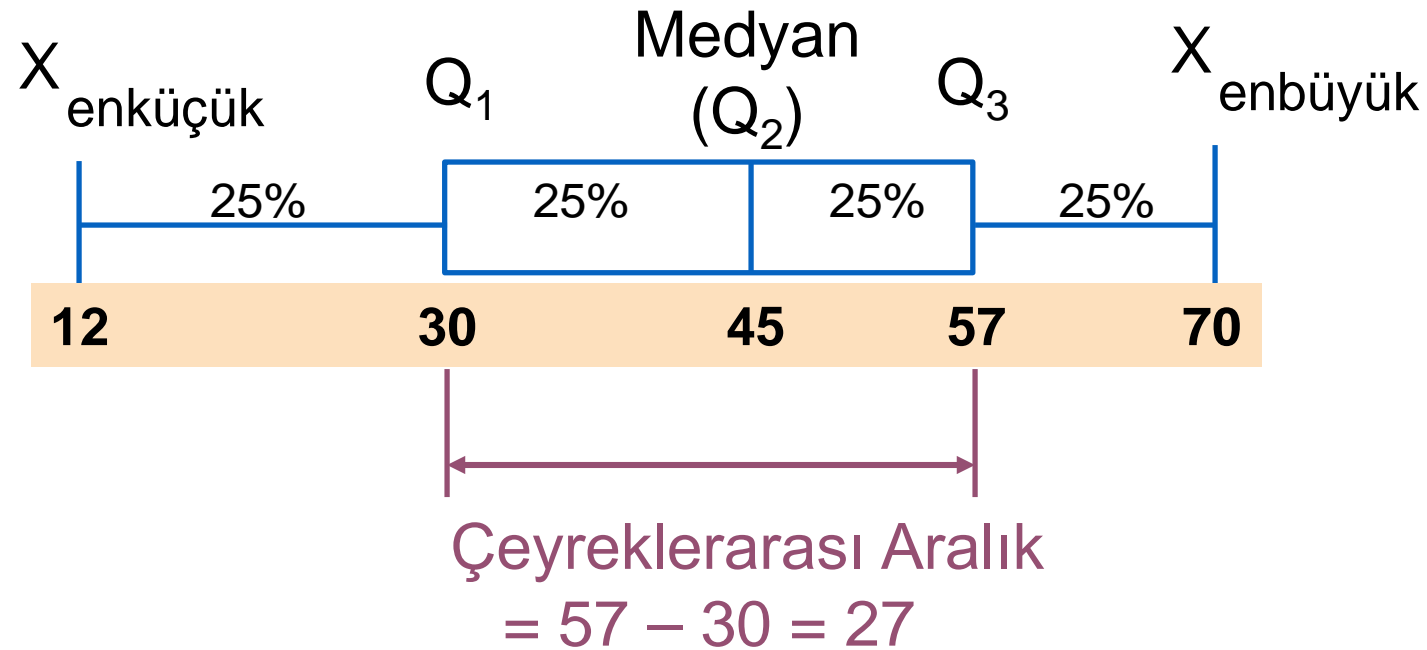 X enküçük Q₁ Medyan (Q₂) Q₃ X enbüyük
25% 25% 25% 25%
12 30 45 57 70
Çeyreklerarası Aralık
= 57 – 30 = 27